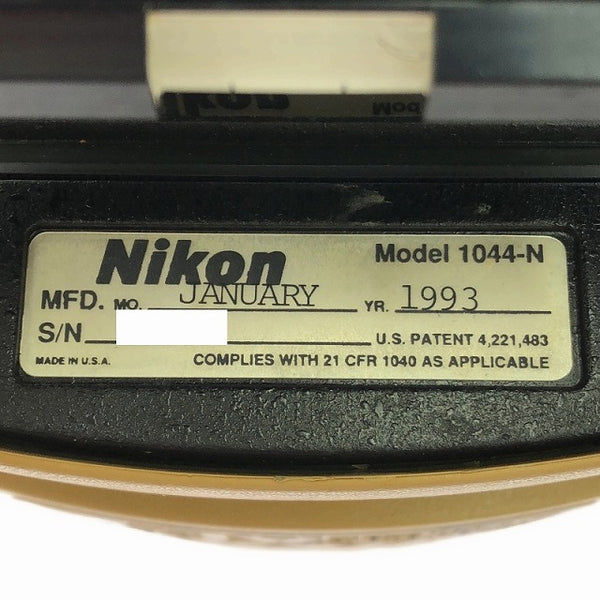 Nikon Model 1044-N
MFD. MO. JANUARY YR. 1993
S/N U.S. PATENT 4,221,483
MADE IN U.S.A. COMPLIES WITH 21 CFR 1040 AS APPLICABLE